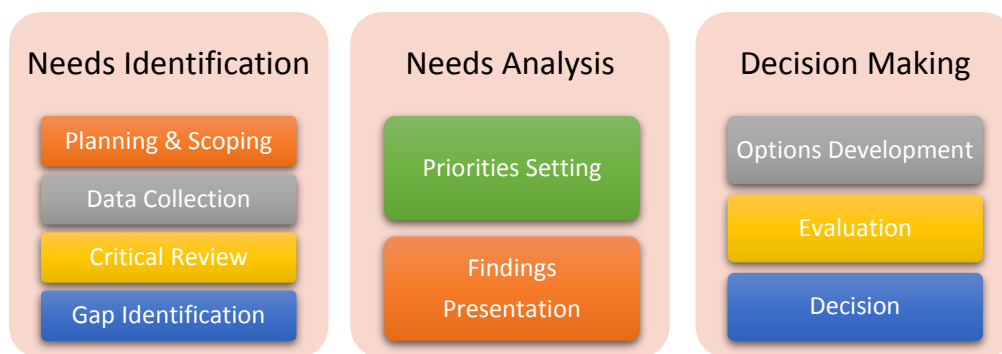 Needs Identification
Planning & Scoping
Data Collection
Critical Review
Gap Identification
Needs Analysis
Priorities Setting
Findings
Presentation
Decision Making
Options Development
Evaluation
Decision